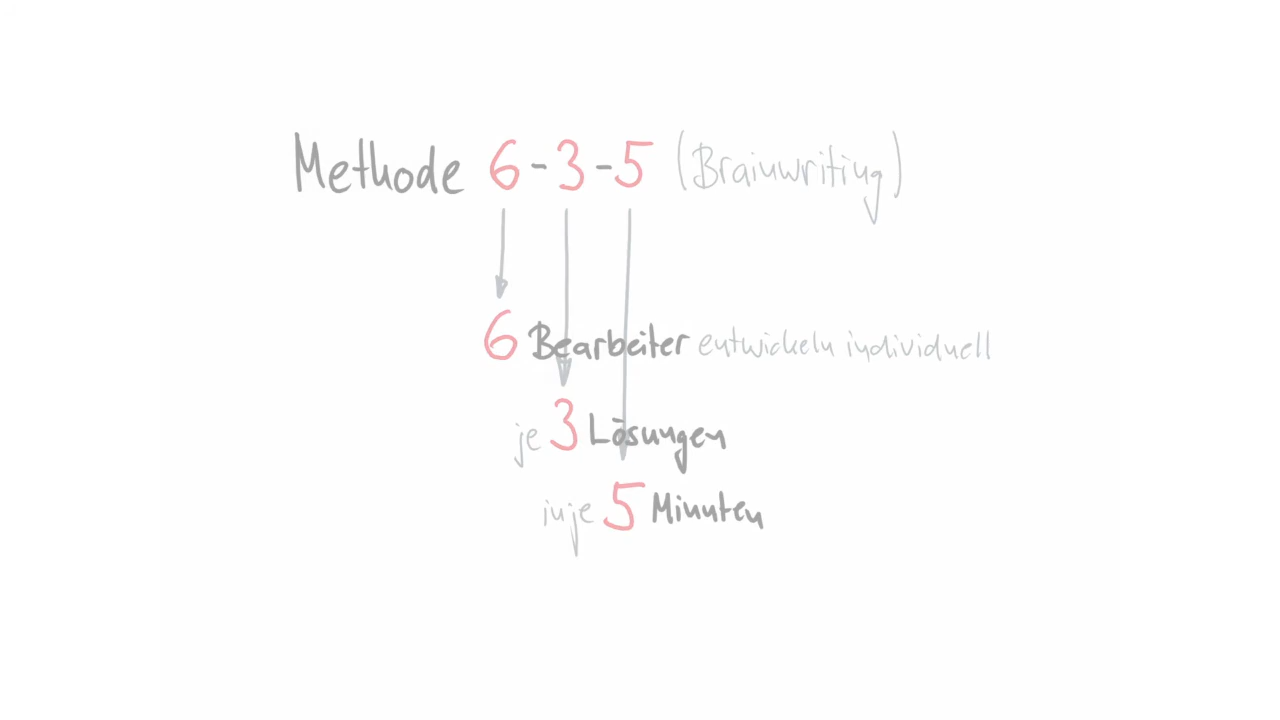 Methode 6-3-5 (Brainwriting)
6 Bearbeiter entwickeln individuell
je 3 Lösungen
in je 5 Minuten